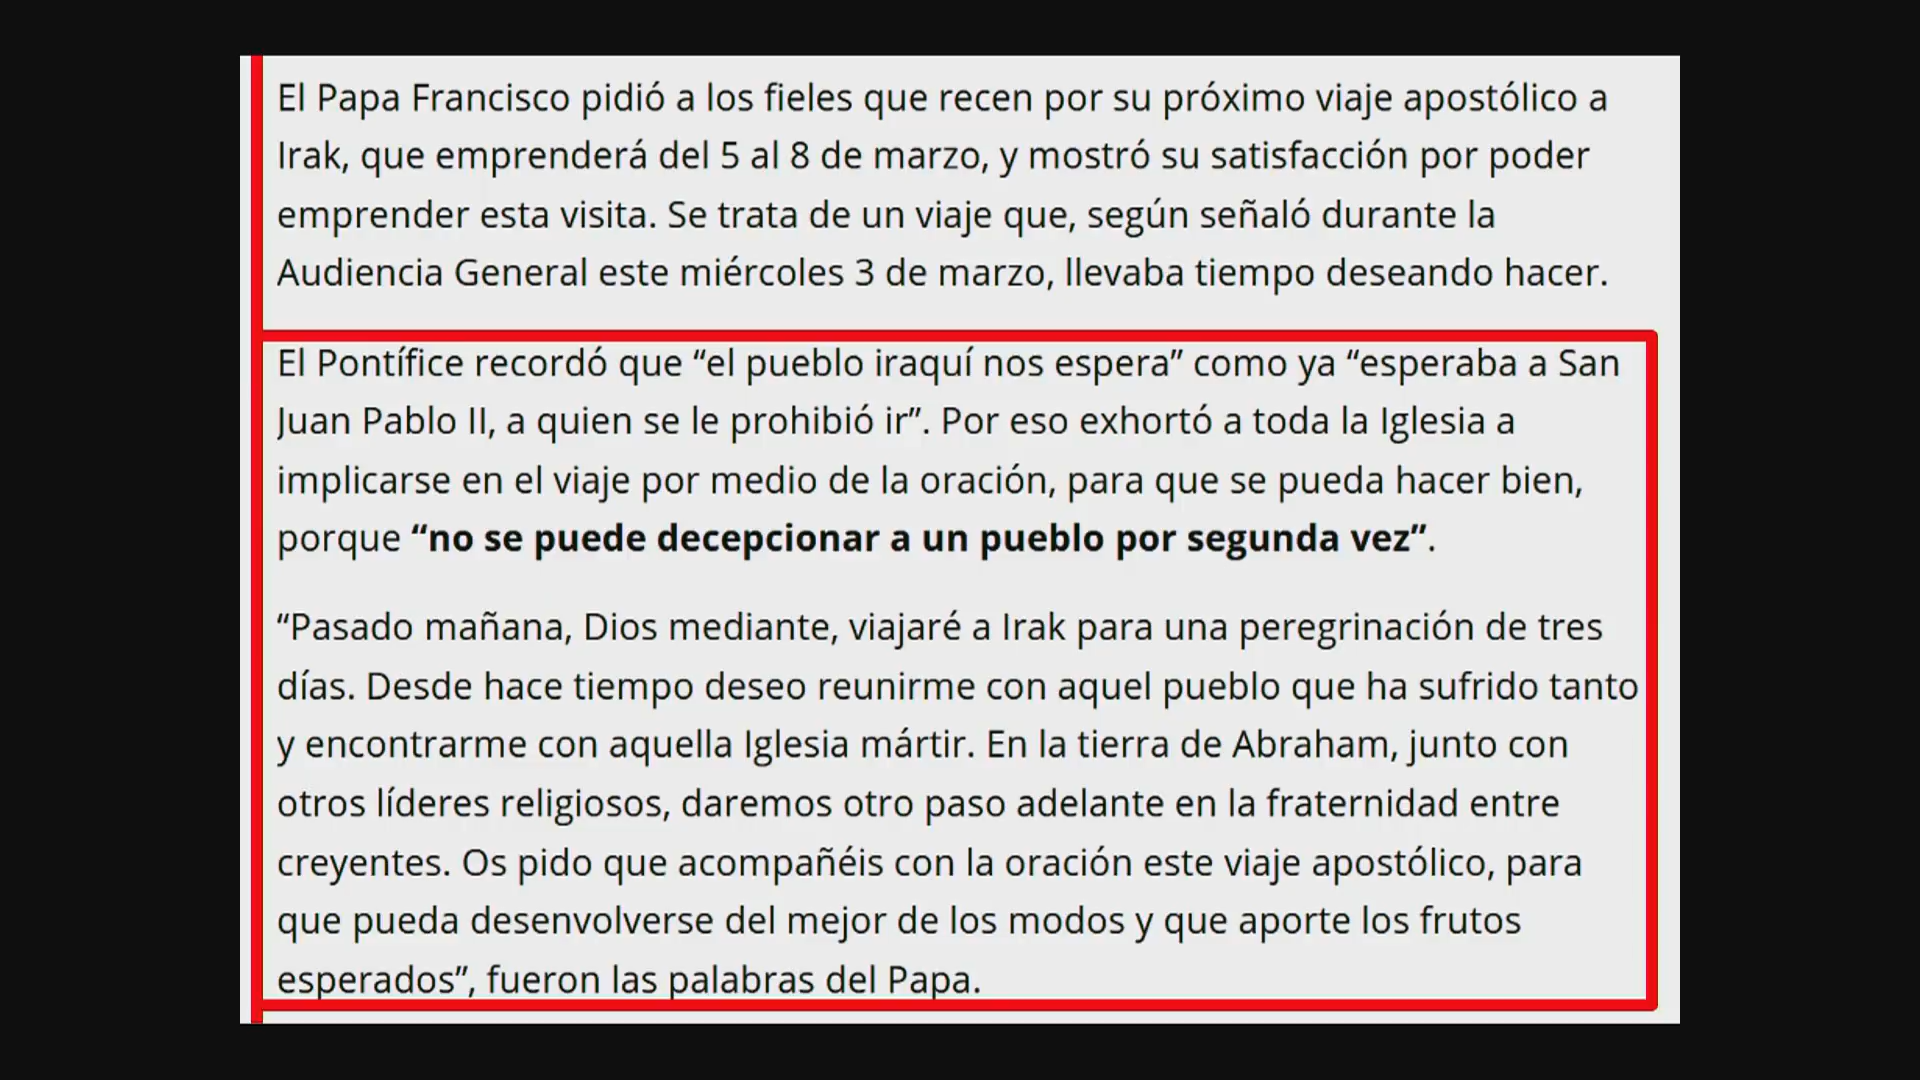 El Papa Francisco pidió a los fieles que recen por su próximo viaje apostólico a
Irak, que emprenderá del 5 al 8 de marzo, y mostró su satisfacción por poder
emprender esta visita. Se trata de un viaje que, según señaló durante la
Audiencia General este miércoles 3 de marzo, llevaba tiempo deseando hacer.
El Pontífice recordó que “el pueblo iraquí nos espera” como ya “esperaba a San
Juan Pablo II, a quien se le prohibió ir”. Por eso exhortó a toda la Iglesia a
implicarse en el viaje por medio de la oración, para que se pueda hacer bien,
porque “no se puede decepcionar a un pueblo por segunda vez”.
“Pasado mañana, Dios mediante, viajaré a Irak para una peregrinación de tres
días. Desde hace tiempo deseo reunirme con aquel pueblo que ha sufrido tanto
y encontrarme con aquella Iglesia mártir. En la tierra de Abraham, junto con
otros líderes religiosos, daremos otro paso adelante en la fraternidad entre
creyentes. Os pido que acompañéis con la oración este viaje apostólico, para
que pueda desenvolverse del mejor de los modos y que aporte los frutos
esperados”, fueron las palabras del Papa.